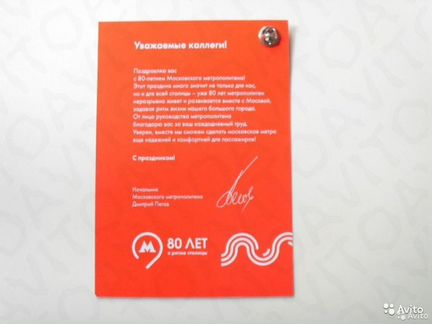 Уважаемые коллеги!
Поздравляю вас
с 80-летием Московского метрополитена!
Этот праздник много значит не только для нас,
но и для всей столицы – уже 80 лет метрополитен
неразрывно живет и развивается вместе с Москвой,
задавая ритм жизни нашего большого города.
От лица руководства метрополитена
благодарю вас за ваш каждодневный труд.
Уверен, вместе мы сможем сделать московское метро
еще надежней и комфортней для пассажиров!
С праздником!
Начальник
Московского метрополитена
Дмитрий Пегов
М
80 ЛЕТ
в ритме столицы
Avito
Avito